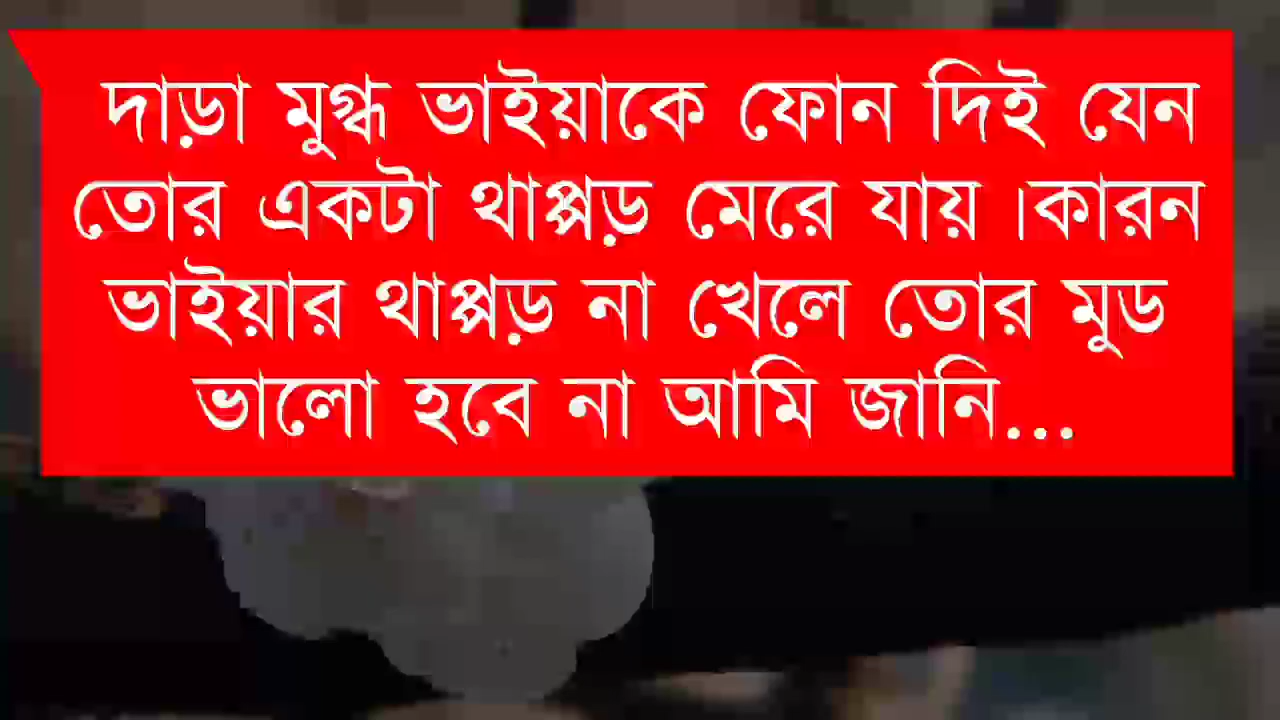 দাড়া মুগ্ধ ভাইয়াকে ফোন দিই যেন
তোর একটা থাপ্পড় মেরে যায় ।কারন
ভাইয়ার থাপ্পড় না খেলে তোর মুড
ভালো হবে না আমি জানি...